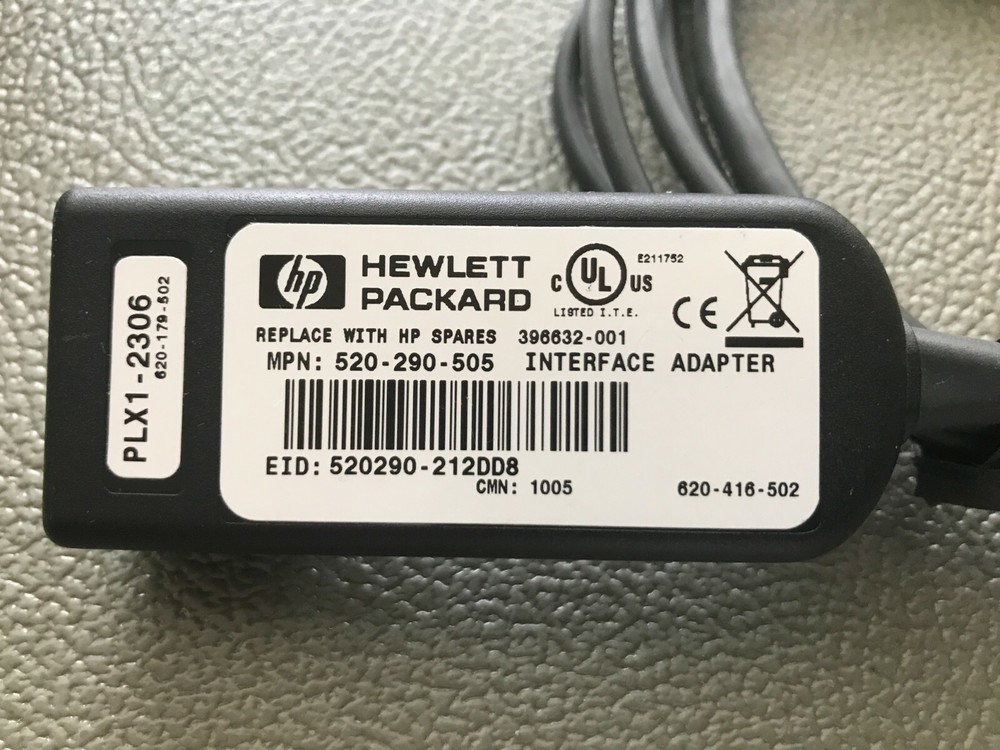 PLX1-2306
620-179-502
hp HEWLETT PACKARD
C UL US
E211752
LISTED I.T.E.
CE
REPLACE WITH HP SPARES 396632-001
MPN: 520-290-505 INTERFACE ADAPTER
EID: 520290-212DD8
CMN: 1005
620-416-502